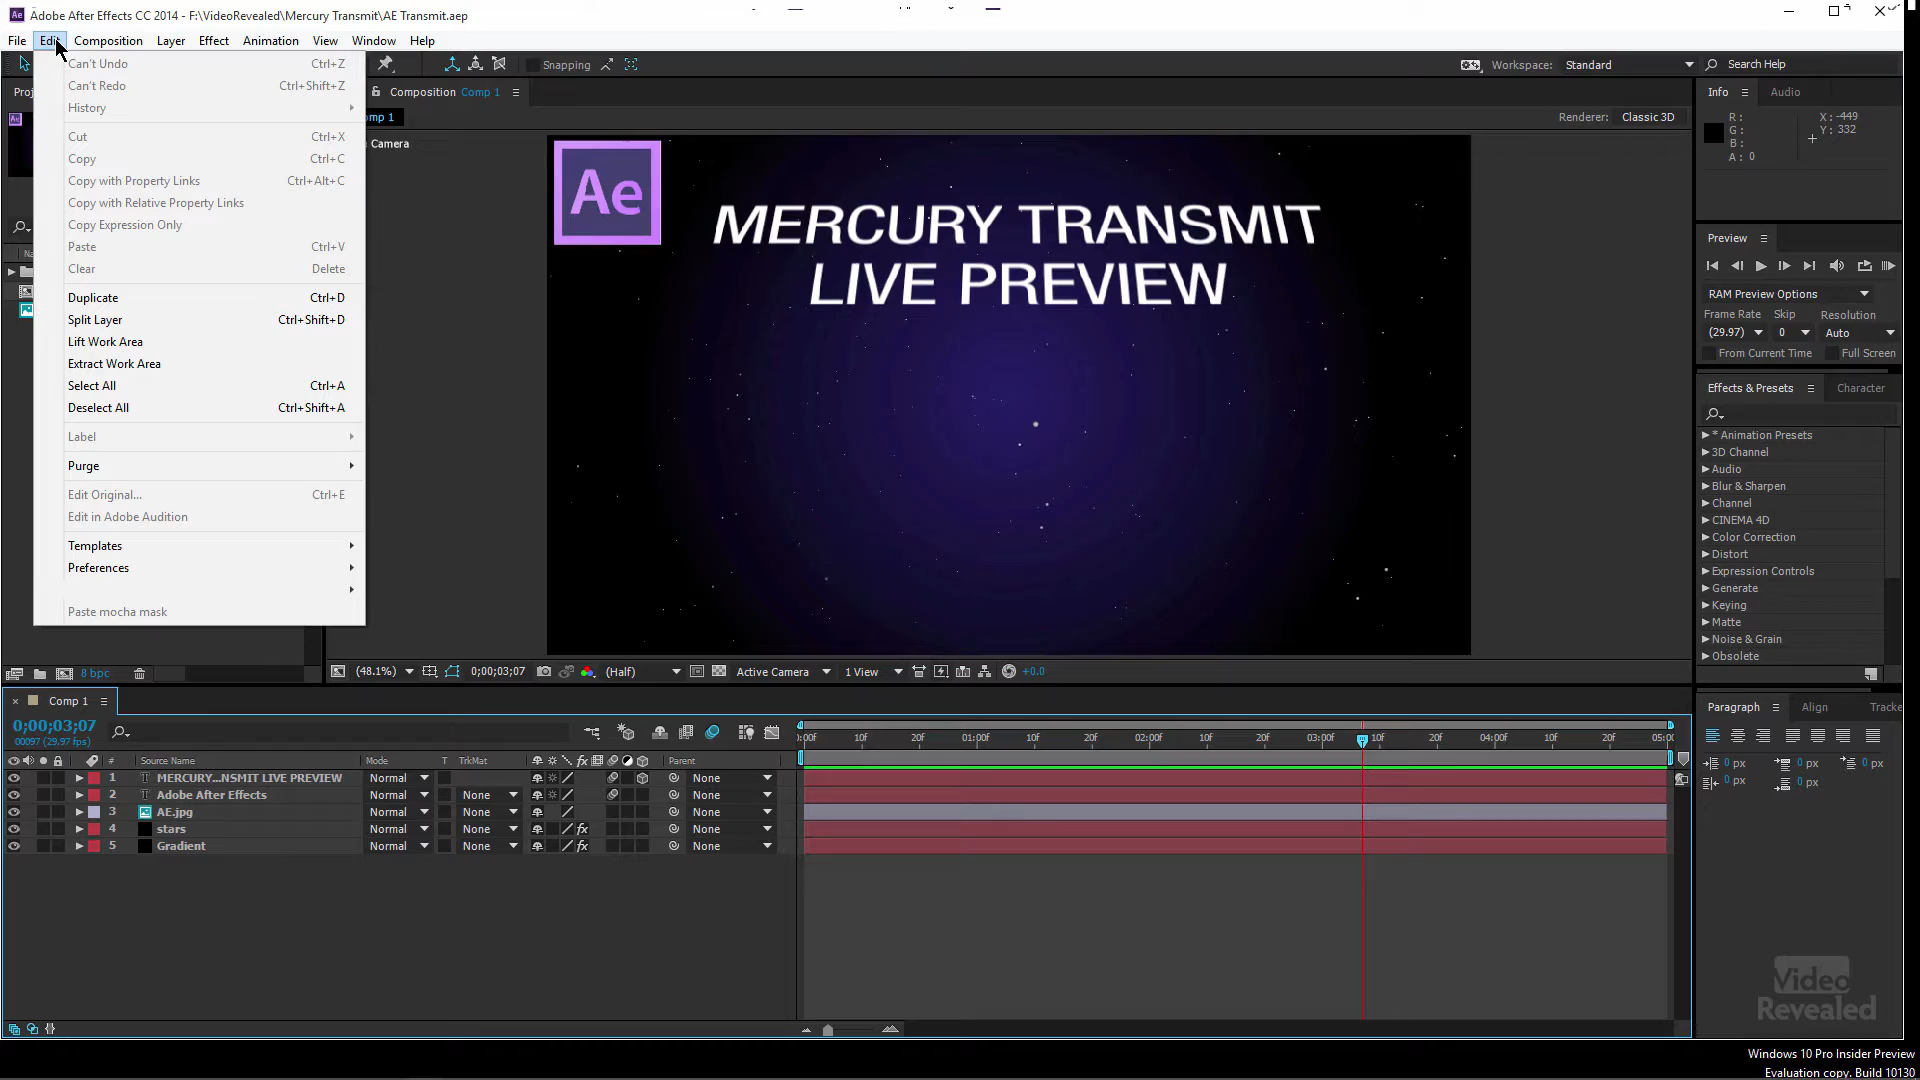 Adobe After Effects CC 2014 - F:\VideoRevealed\Mercury Transmit\AE Transmit.aep
File Edit Composition Layer Effect Animation View Window Help
Snapping
Workspace: Standard
Search Help
Can't Undo Ctrl+Z
Can't Redo Ctrl+Shift+Z
History
Cut Ctrl+X
Copy Ctrl+C
Copy with Property Links Ctrl+Alt+C
Copy with Relative Property Links
Copy Expression Only
Paste Ctrl+V
Clear Delete
Duplicate Ctrl+D
Split Layer Ctrl+Shift+D
Lift Work Area
Extract Work Area
Select All Ctrl+A
Deselect All Ctrl+Shift+A
Label
Purge
Edit Original... Ctrl+E
Edit in Adobe Audition
Templates
Preferences
Paste mocha mask
8 bpc
Composition Comp 1
Renderer: Classic 3D
Camera
Ae
MERCURY TRANSMIT
LIVE PREVIEW
(48.1%) 0;00;03;07 (Half) Active Camera 1 View +0.0
Info Audio
R: X: -449
G: Y: 332
B:
A: 0
Preview
RAM Preview Options
Frame Rate Skip Resolution
(29.97) 0 Auto
From Current Time Full Screen
Effects & Presets Character
* Animation Presets
3D Channel
Audio
Blur & Sharpen
Channel
CINEMA 4D
Color Correction
Distort
Expression Controls
Generate
Keying
Matte
Noise & Grain
Obsolete
Comp 1
0;00;03;07
00097 (29.97 fps)
:00f 10f 20f 01:00f 10f 20f 02:00f 10f 20f 03:00f 10f 20f 04:00f 10f 20f 05:00
# Source Name Mode T TrkMat fx Parent
1 T MERCURY...NSMIT LIVE PREVIEW Normal None
2 T Adobe After Effects Normal None None
3 AE.jpg Normal None None
4 stars Normal None fx None
5 Gradient Normal None fx None
Paragraph Align Tracke
0 px 0 px 0 px
0 px 0 px
Video
Revealed
Windows 10 Pro Insider Preview
Evaluation copy. Build 10130